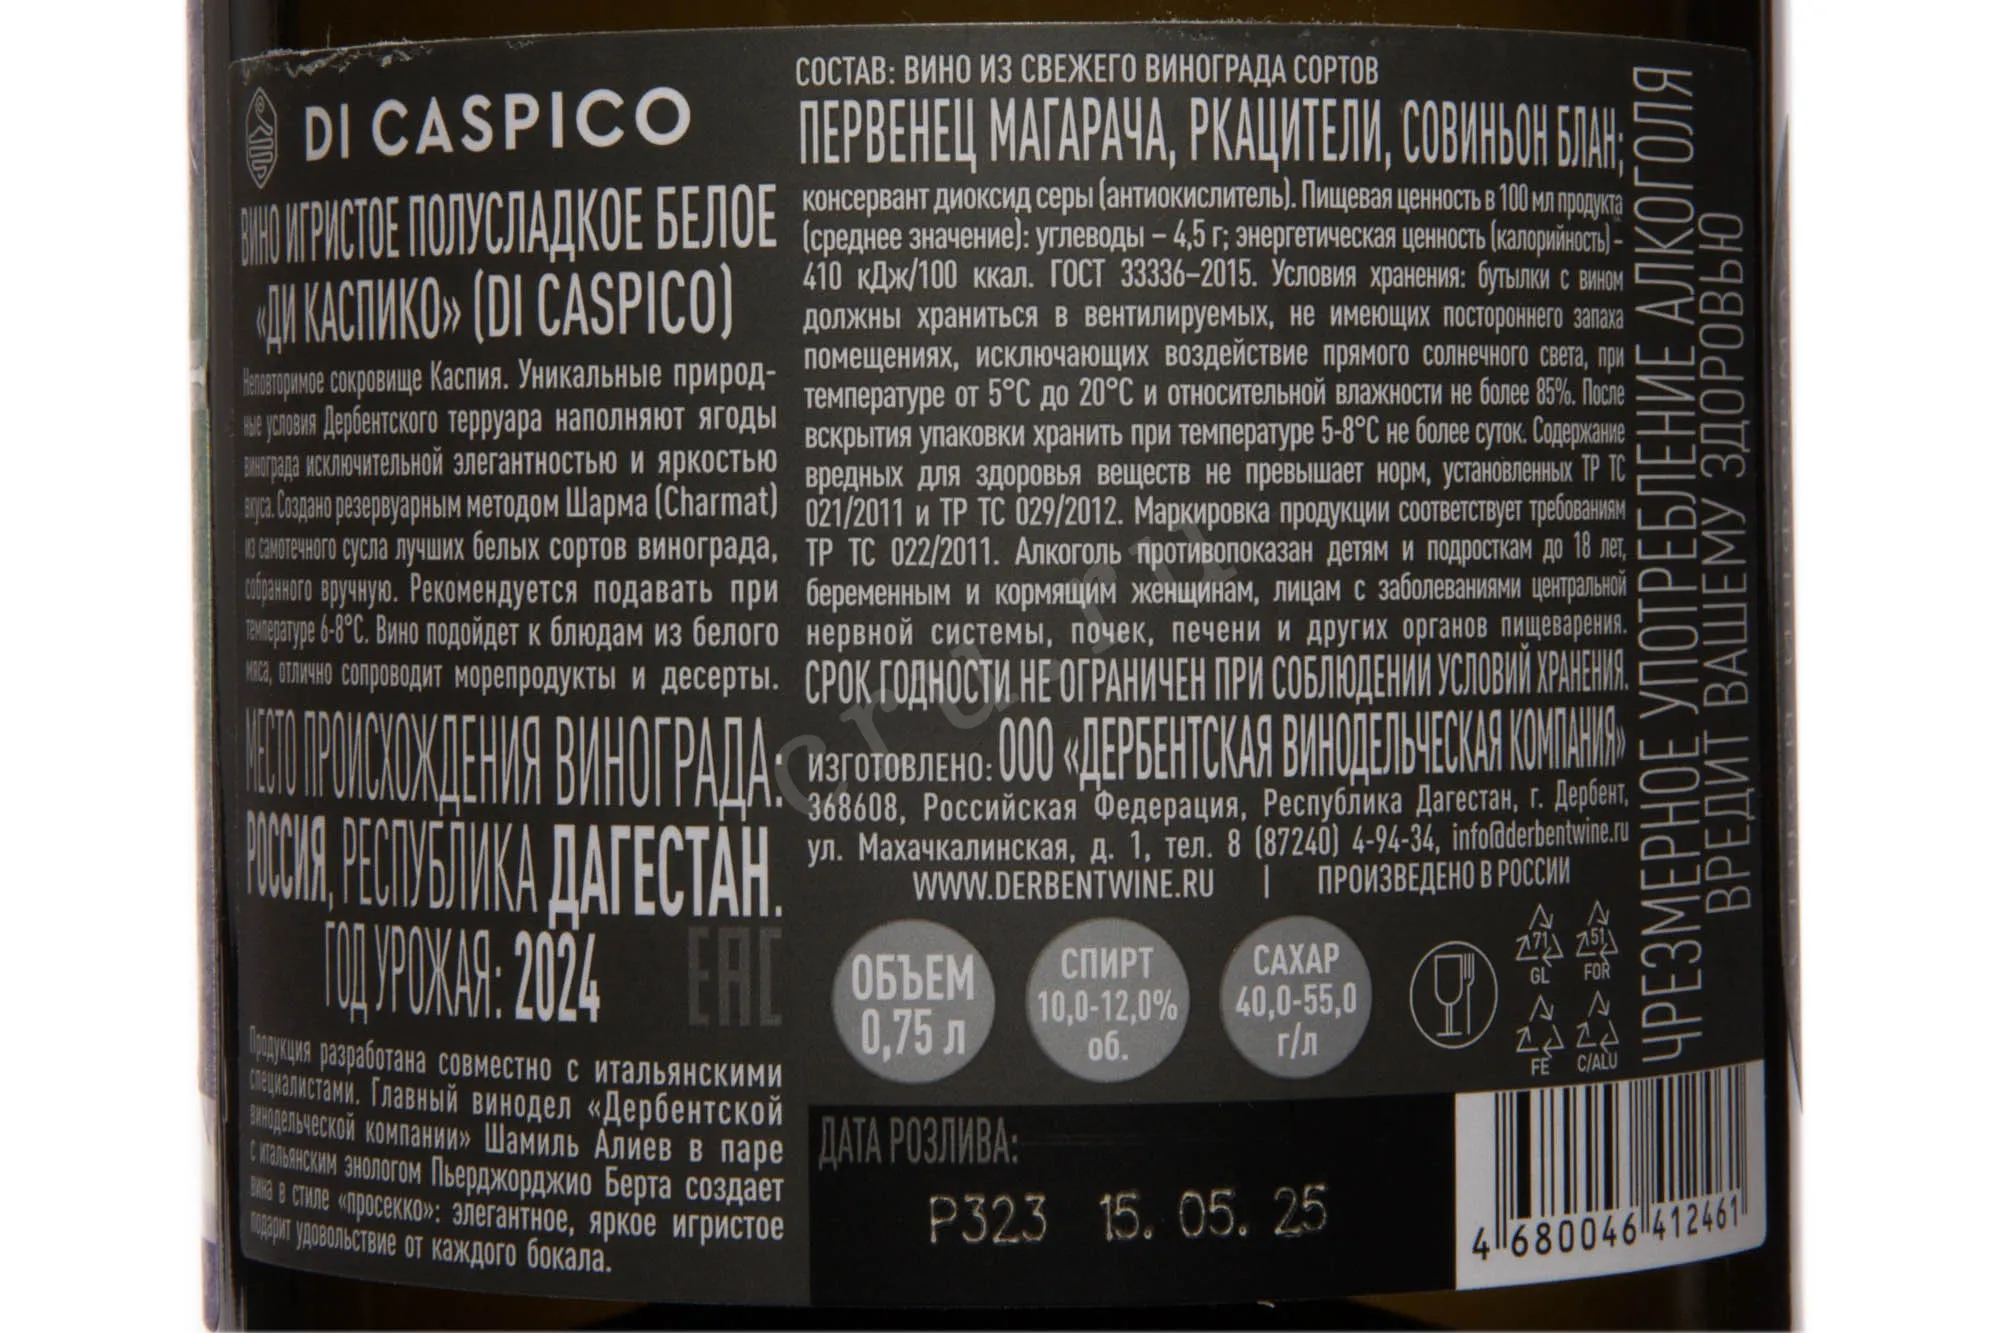 DI CASPICO
ВИНО ИГРИСТОЕ ПОЛУСЛАДКОЕ БЕЛОЕ
«ДИ КАСПИКО» (DI CASPICO)
Неповторимое сокровище Каспия. Уникальные природ-
ные условия Дербентского терруара наполняют ягоды
винограда исключительной элегантностью и яркостью
вкуса. Создано резервуарным методом Шарма (Charmat)
из самотечного сусла лучших белых сортов винограда,
собранного вручную. Рекомендуется подавать при
температуре 6-8°C. Вино подойдет к блюдам из белого
мяса, отлично сопроводит морепродукты и десерты.
МЕСТО ПРОИСХОЖДЕНИЯ ВИНОГРАДА:
РОССИЯ, РЕСПУБЛИКА ДАГЕСТАН.
ГОД УРОЖАЯ: 2024
EAC
Продукция разработана совместно с итальянскими
специалистами. Главный винодел «Дербентской
винодельческой компании» Шамиль Алиев в паре
с итальянским энологом Пьерджорджио Берта создает
вина в стиле «просекко»: элегантное, яркое игристое
подарит удовольствие от каждого бокала.
СОСТАВ: ВИНО ИЗ СВЕЖЕГО ВИНОГРАДА СОРТОВ
ПЕРВЕНЕЦ МАГАРАЧА, РКАЦИТЕЛИ, СОВИНЬОН БЛАН;
консервант диоксид серы (антиокислитель). Пищевая ценность в 100 мл продукта
(среднее значение): углеводы – 4,5 г; энергетическая ценность (калорийность) –
410 кДж/100 ккал. ГОСТ 33336–2015. Условия хранения: бутылки с вином
должны храниться в вентилируемых, не имеющих постороннего запаха
помещениях, исключающих воздействие прямого солнечного света, при
температуре от 5°C до 20°C и относительной влажности не более 85%. После
вскрытия упаковки хранить при температуре 5-8°C не более суток. Содержание
вредных для здоровья веществ не превышает норм, установленных ТР ТС
021/2011 и ТР ТС 029/2012. Маркировка продукции соответствует требованиям
ТР ТС 022/2011. Алкоголь противопоказан детям и подросткам до 18 лет,
беременным и кормящим женщинам, лицам с заболеваниями центральной
нервной системы, почек, печени и других органов пищеварения.
СРОК ГОДНОСТИ НЕ ОГРАНИЧЕН ПРИ СОБЛЮДЕНИИ УСЛОВИЙ ХРАНЕНИЯ.
ИЗГОТОВЛЕНО: ООО «ДЕРБЕНТСКАЯ ВИНОДЕЛЬЧЕСКАЯ КОМПАНИЯ»
368608, Российская Федерация, Республика Дагестан, г. Дербент,
ул. Махачкалинская, д. 1, тел. 8 (87240) 4-94-34, info@derbentwine.ru
WWW.DERBENTWINE.RU | ПРОИЗВЕДЕНО В РОССИИ
ОБЪЕМ
0,75 л
СПИРТ
10,0-12,0%
об.
САХАР
40,0-55,0
г/л
71
GL
51
FOR
FE
C/ALU
ДАТА РОЗЛИВА:
P323 15. 05. 25
4 680046 412461
ЧРЕЗМЕРНОЕ УПОТРЕБЛЕНИЕ АЛКОГОЛЯ
ВРЕДИТ ВАШЕМУ ЗДОРОВЬЮ
cru.ru